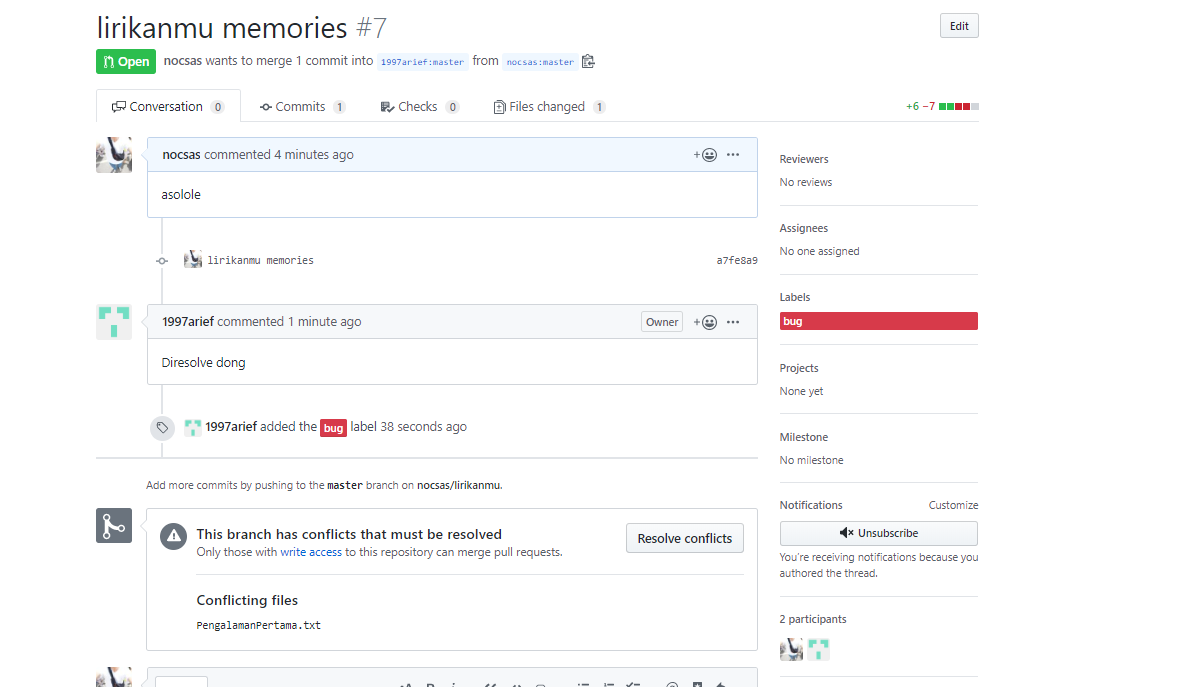 lirikanmu memories #7
Edit
Open
nocsas wants to merge 1 commit into 1997arief:master from nocsas:master
Conversation 0
Commits 1
Checks 0
Files changed 1
+6 −7
nocsas commented 4 minutes ago
asolole
lirikanmu memories
a7fe8a9
1997arief commented 1 minute ago
Owner
Diresolve dong
1997arief added the bug label 38 seconds ago
Add more commits by pushing to the master branch on nocsas/lirikanmu.
This branch has conflicts that must be resolved
Only those with write access to this repository can merge pull requests.
Resolve conflicts
Conflicting files
PengalamanPertama.txt
Reviewers
No reviews
Assignees
No one assigned
Labels
bug
Projects
None yet
Milestone
No milestone
Notifications
Customize
Unsubscribe
You're receiving notifications because you
authored the thread.
2 participants